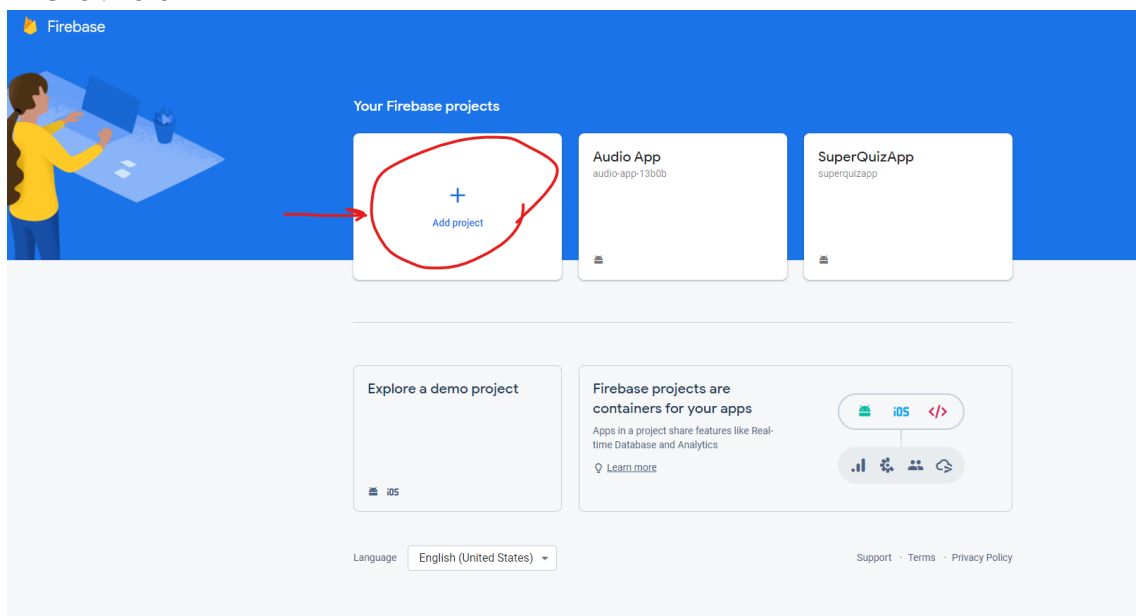 Firebase
Your Firebase projects
+
Add project
Audio App
audio-app-13b0b
SuperQuizApp
superquizapp
Explore a demo project
iOS
Firebase projects are
containers for your apps
Apps in a project share features like Real-
time Database and Analytics
Learn more
iOS </>
Language English (United States)
Support · Terms · Privacy Policy